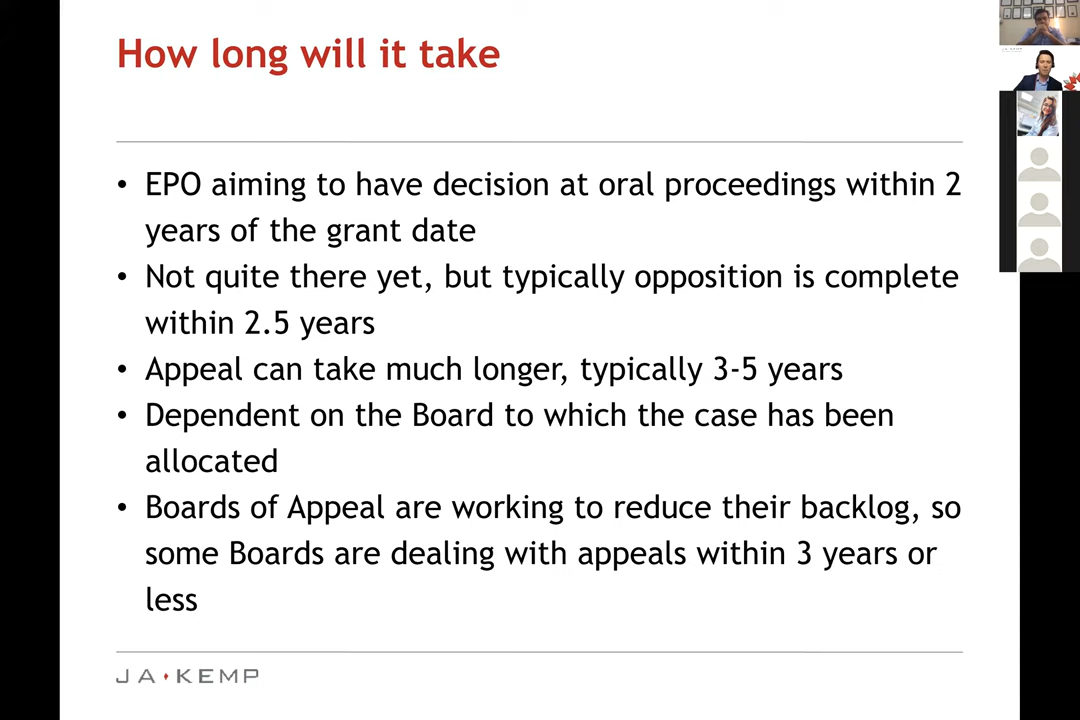 How long will it take
• EPO aiming to have decision at oral proceedings within 2
years of the grant date
• Not quite there yet, but typically opposition is complete
within 2.5 years
• Appeal can take much longer, typically 3-5 years
• Dependent on the Board to which the case has been
allocated
• Boards of Appeal are working to reduce their backlog, so
some Boards are dealing with appeals within 3 years or
less
JA KEMP